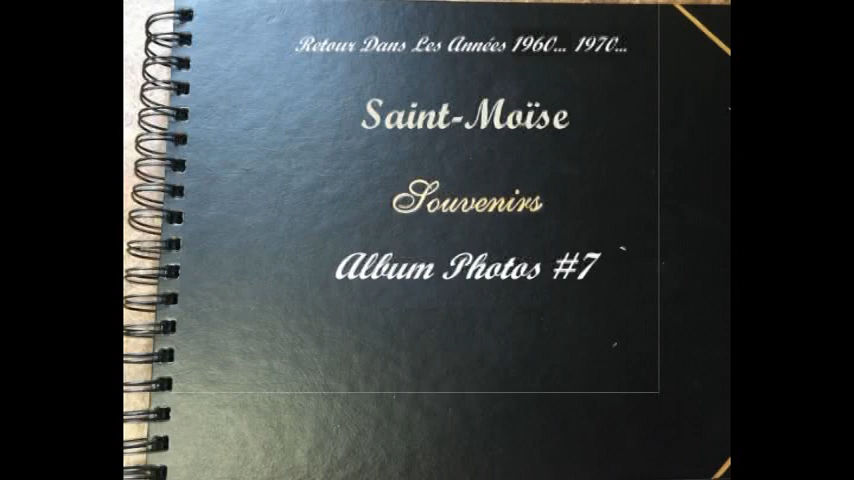 Retour Dans Les Années 1960... 1970...
Saint-Moïse
Souvenirs
Album Photos #7